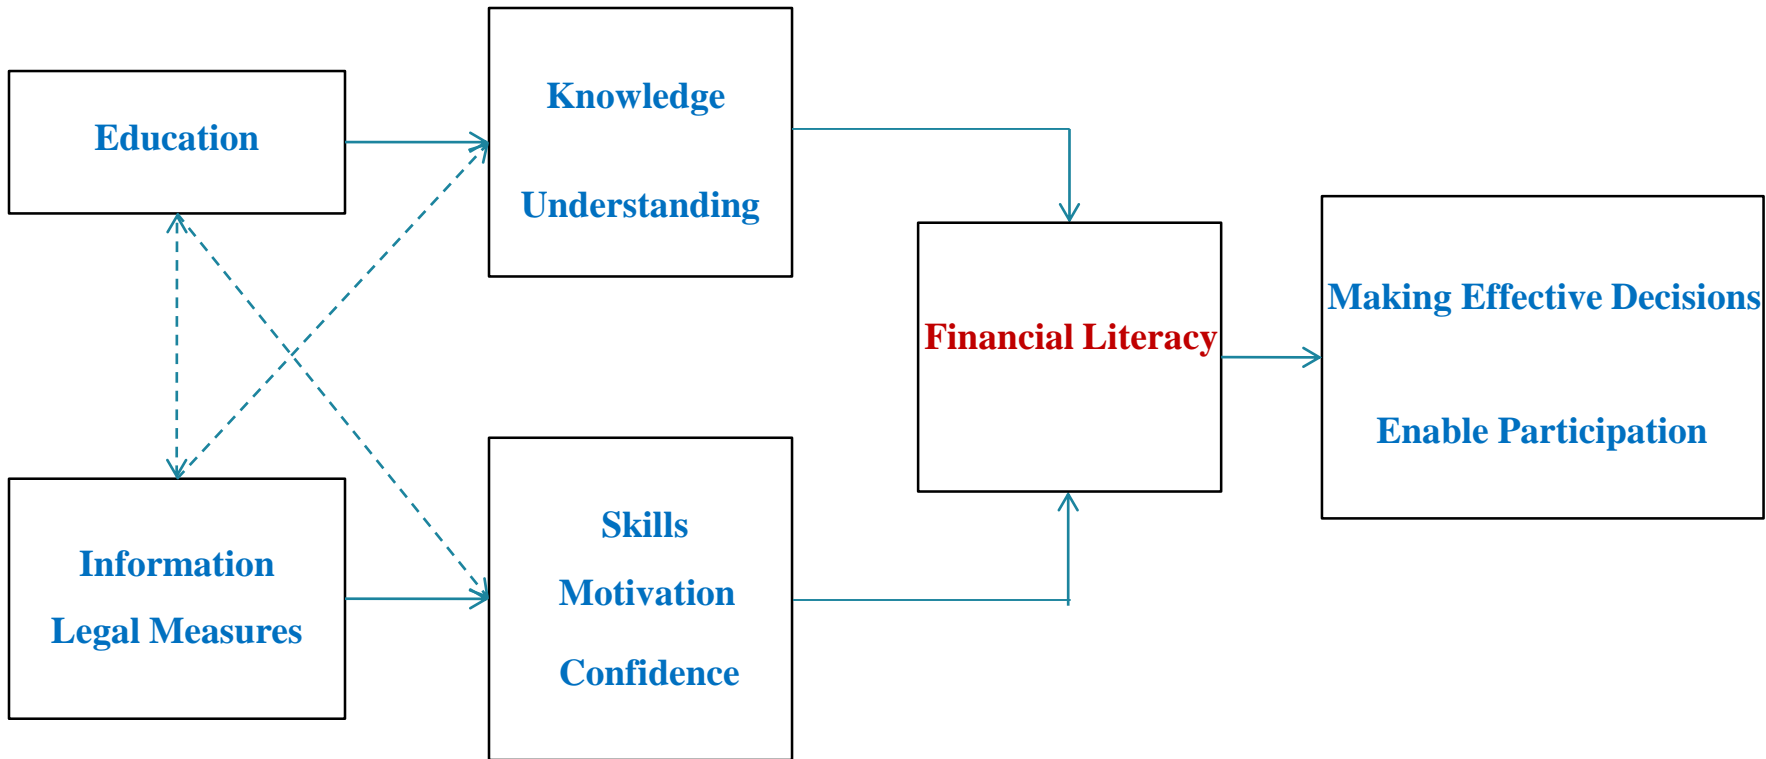 Education
Knowledge
Understanding
Information
Legal Measures
Skills
Motivation
Confidence
Financial Literacy
Making Effective Decisions
Enable Participation